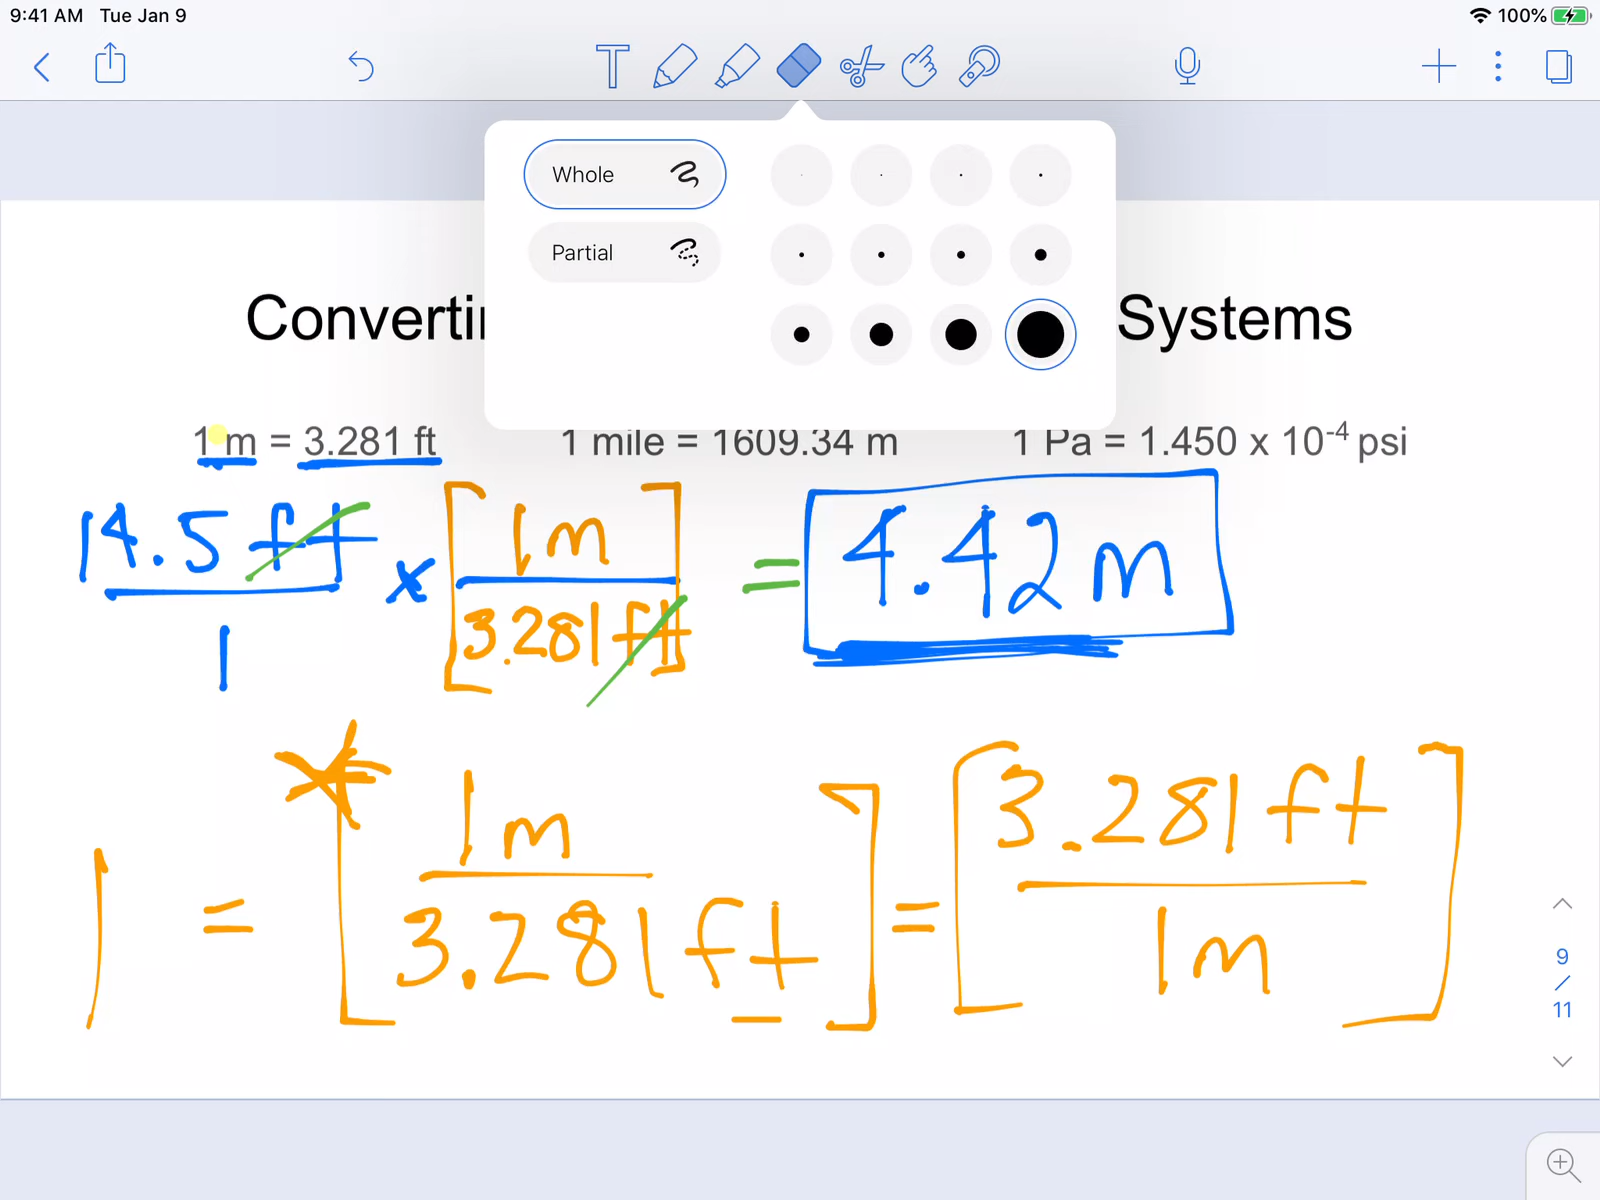 9:41 AM Tue Jan 9
100%
T
Whole
Partial
Systems
1 m = 3.281 ft 1 mile = 1609.34 m 1 Pa = 1.450 x 10⁻⁴ psi
14.5 ft
1
x
[1m
3.281 ft]
= 4.42 m
1 = [1m
3.281 ft] = [3.281 ft
1m]
9
/
11